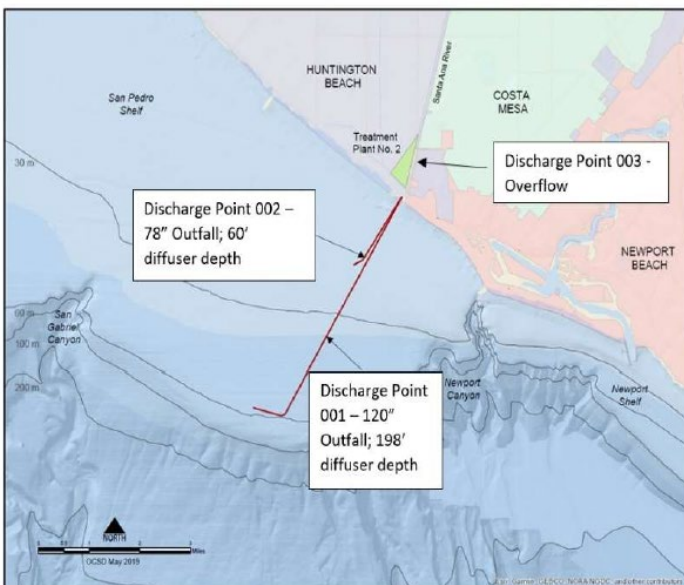 HUNTINGTON
BEACH
Santa Ana River
COSTA
MESA
San Pedro
Shelf
Treatment
Plant No. 2
Discharge Point 003 -
Overflow
30 m
Discharge Point 002 –
78” Outfall; 60’
diffuser depth
NEWPORT
BEACH
San
Gabriel
Canyon
60 m
100 m
200 m
Discharge Point
001 – 120”
Outfall; 198’
diffuser depth
Newport
Canyon
Newport
Shelf
NORTH
Miles
OCSD May 2019